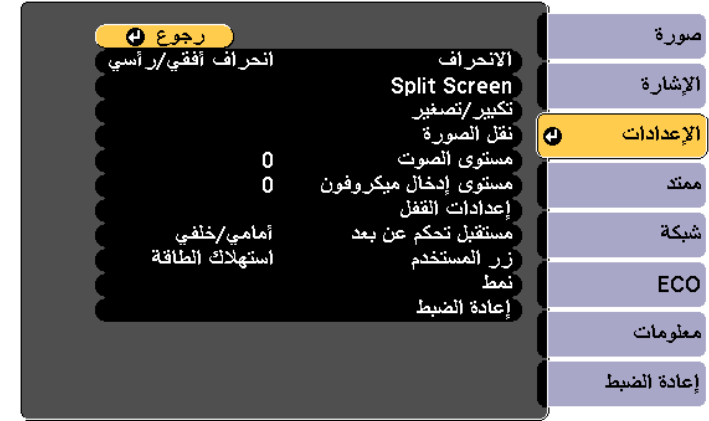 رجوع
الانحراف انحراف أفقي/رأسي
Split Screen
تكبير/تصغير
نقل الصورة
مستوى الصوت 0
مستوى إدخال ميكروفون 0
إعدادات القفل
مستقبل تحكم عن بعد أمامي/خلفي
زر المستخدم استهلاك الطاقة
نمط
إعادة الضبط
صورة
الإشارة
الإعدادات
ممتد
شبكة
ECO
معلومات
إعادة الضبط